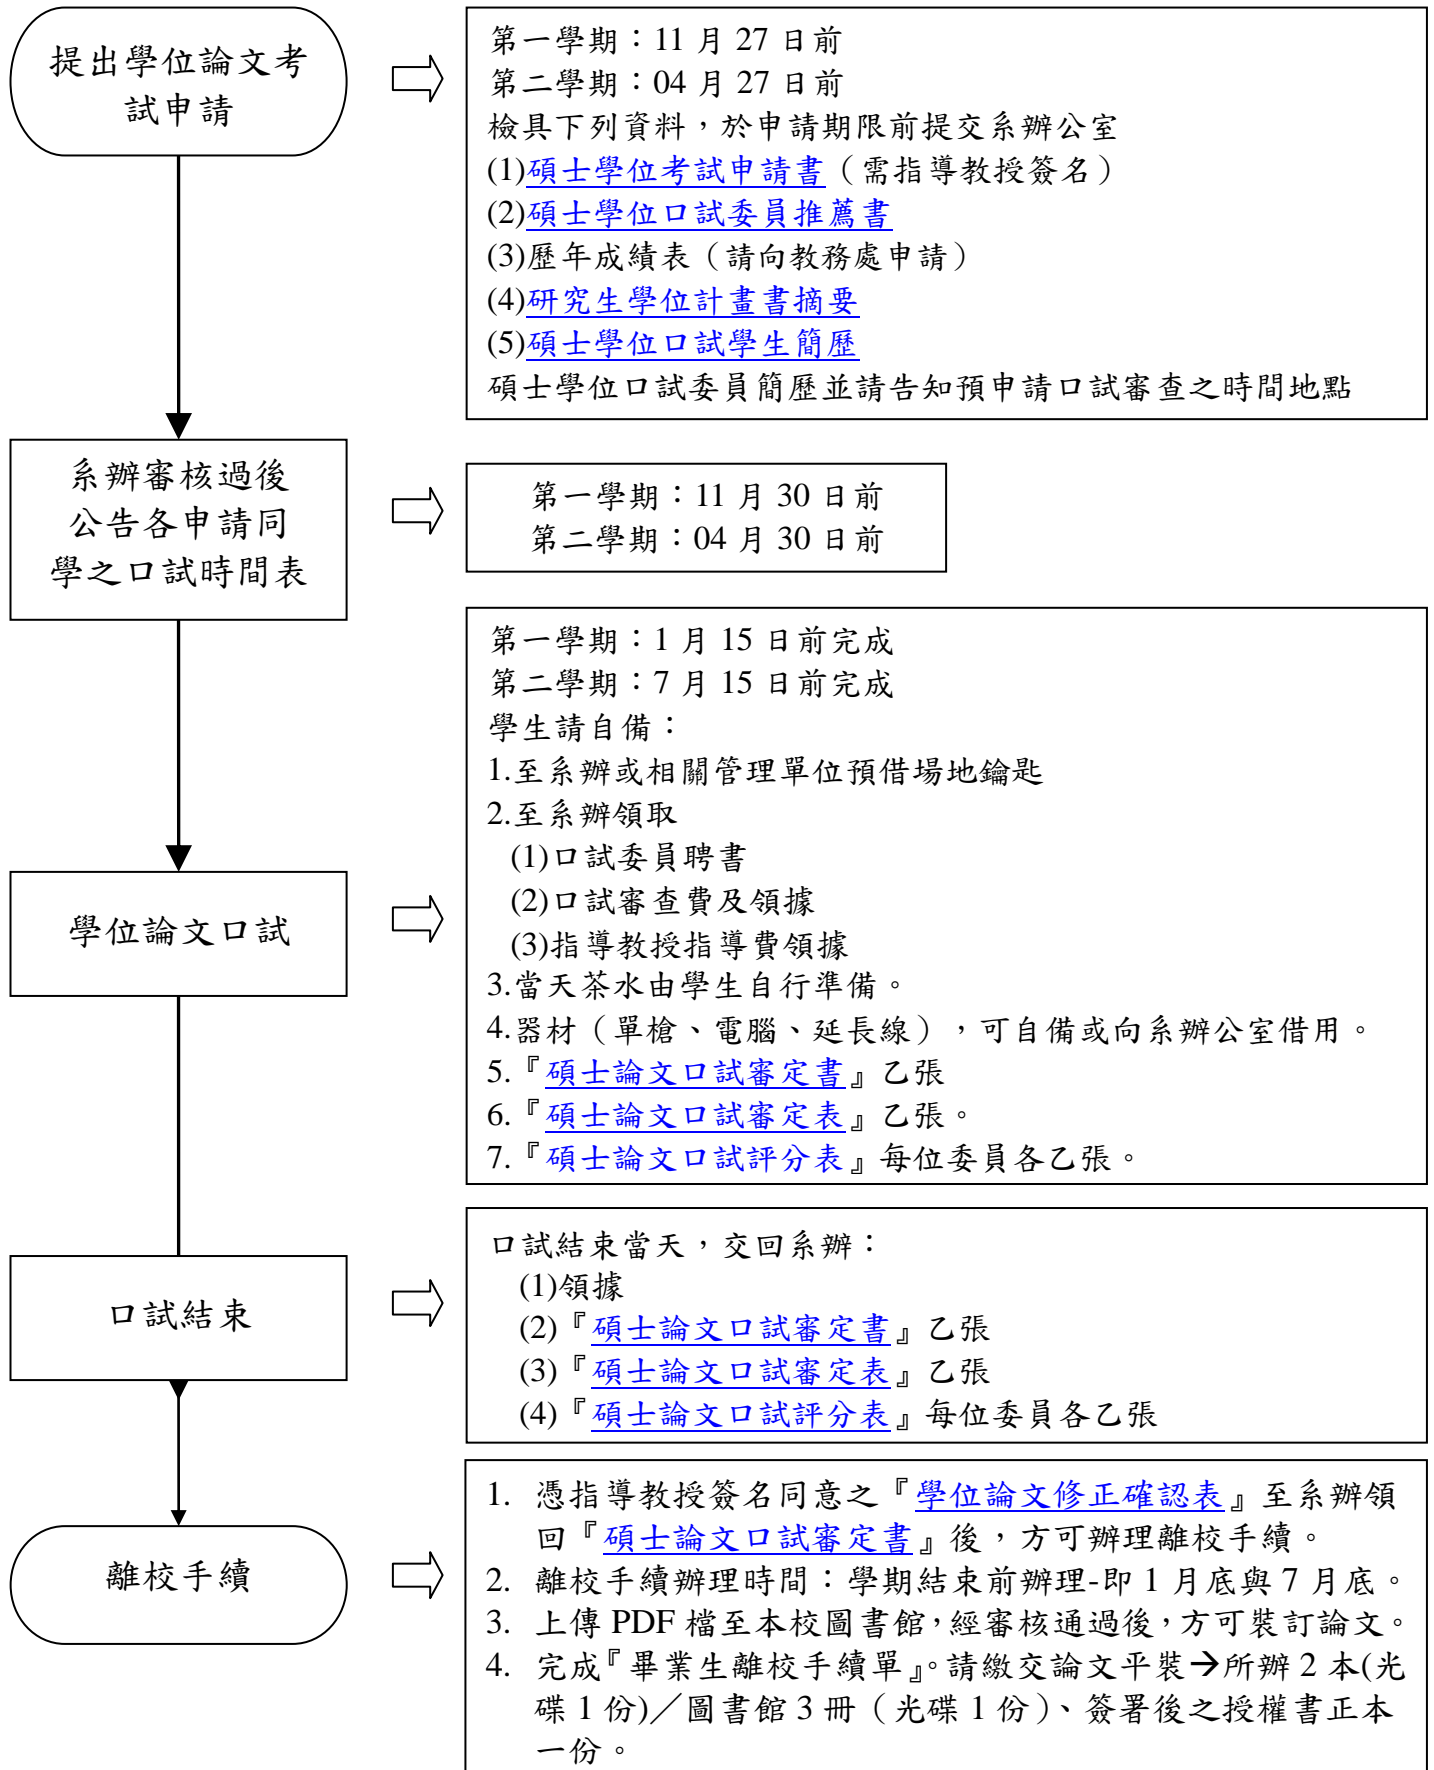 提出學位論文考
試申請
第一學期：11 月 27 日前
第二學期：04 月 27 日前
檢具下列資料，於申請期限前提交系辦公室
(1)碩士學位考試申請書（需指導教授簽名）
(2)碩士學位口試委員推薦書
(3)歷年成績表（請向教務處申請）
(4)研究生學位計畫書摘要
(5)碩士學位口試學生簡歷
碩士學位口試委員簡歷並請告知預申請口試審查之時間地點
系辦審核過後
公告各申請同
學之口試時間表
第一學期：11 月 30 日前
第二學期：04 月 30 日前
學位論文口試
第一學期：1 月 15 日前完成
第二學期：7 月 15 日前完成
學生請自備：
1.至系辦或相關管理單位預借場地鑰匙
2.至系辦領取
(1)口試委員聘書
(2)口試審查費及領據
(3)指導教授指導費領據
3.當天茶水由學生自行準備。
4.器材（單槍、電腦、延長線），可自備或向系辦公室借用。
5.『碩士論文口試審定書』乙張
6.『碩士論文口試審定表』乙張。
7.『碩士論文口試評分表』每位委員各乙張。
口試結束
口試結束當天，交回系辦：
(1)領據
(2)『碩士論文口試審定書』乙張
(3)『碩士論文口試審定表』乙張
(4)『碩士論文口試評分表』每位委員各乙張
離校手續
1. 憑指導教授簽名同意之『學位論文修正確認表』至系辦領
回『碩士論文口試審定書』後，方可辦理離校手續。
2. 離校手續辦理時間：學期結束前辦理-即 1 月底與 7 月底。
3. 上傳 PDF 檔至本校圖書館，經審核通過後，方可裝訂論文。
4. 完成『畢業生離校手續單』。請繳交論文平裝→所辦 2 本(光
碟 1 份)／圖書館 3 冊（光碟 1 份）、簽署後之授權書正本
一份。